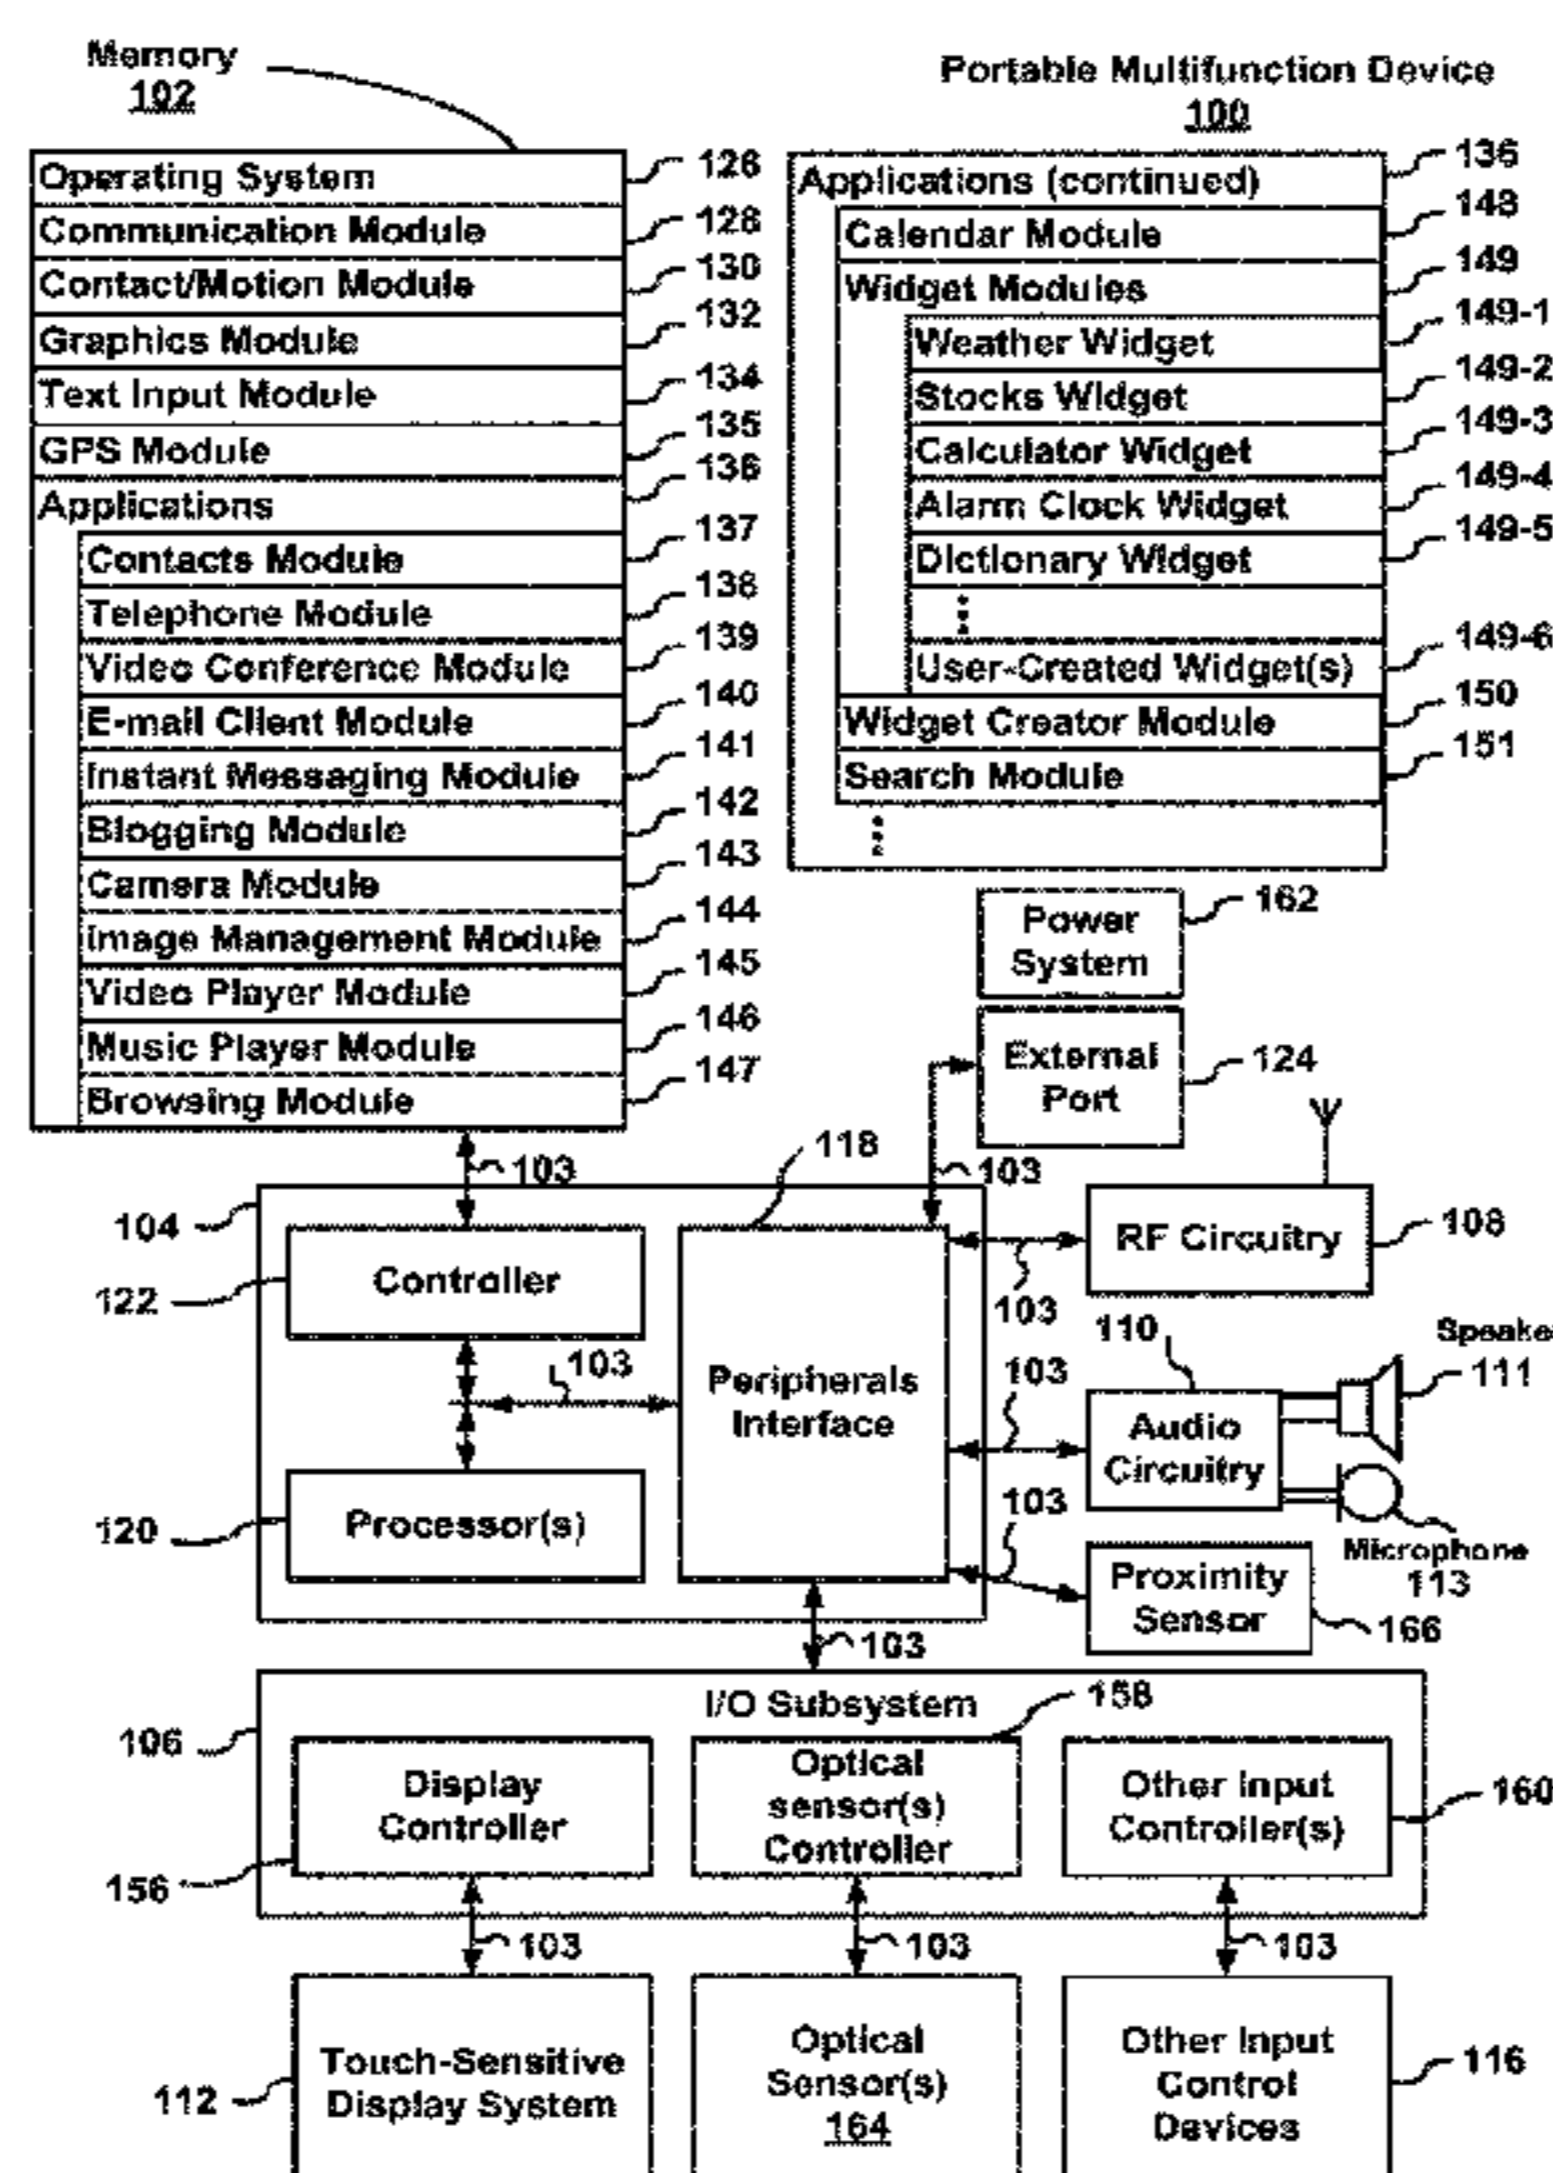 Memory
102
Portable Multifunction Device
100
Operating System 126
Communication Module 128
Contact/Motion Module 130
Graphics Module 132
Text Input Module 134
GPS Module 135
Applications 136
Contacts Module 137
Telephone Module 138
Video Conference Module 139
E-mail Client Module 140
Instant Messaging Module 141
Blogging Module 142
Camera Module 143
Image Management Module 144
Video Player Module 145
Music Player Module 146
Browsing Module 147
Applications (continued) 136
Calendar Module 148
Widget Modules 149
Weather Widget 149-1
Stocks Widget 149-2
Calculator Widget 149-3
Alarm Clock Widget 149-4
Dictionary Widget 149-5
User-Created Widget(s) 149-6
Widget Creator Module 150
Search Module 151
Power
System
162
External
Port
124
103
118
103
104
Controller
122
RF Circuitry
108
103
103
Peripherals
Interface
110
Speake
111
103
Audio
Circuitry
Processor(s)
120
103
Microphone
113
Proximity
Sensor
166
103
I/O Subsystem
158
106
Display
Controller
156
Optical
sensor(s)
Controller
Other Input
Controller(s)
160
103
103
103
Touch-Sensitive
Display System
112
Optical
Sensor(s)
164
Other Input
Control
Devices
116